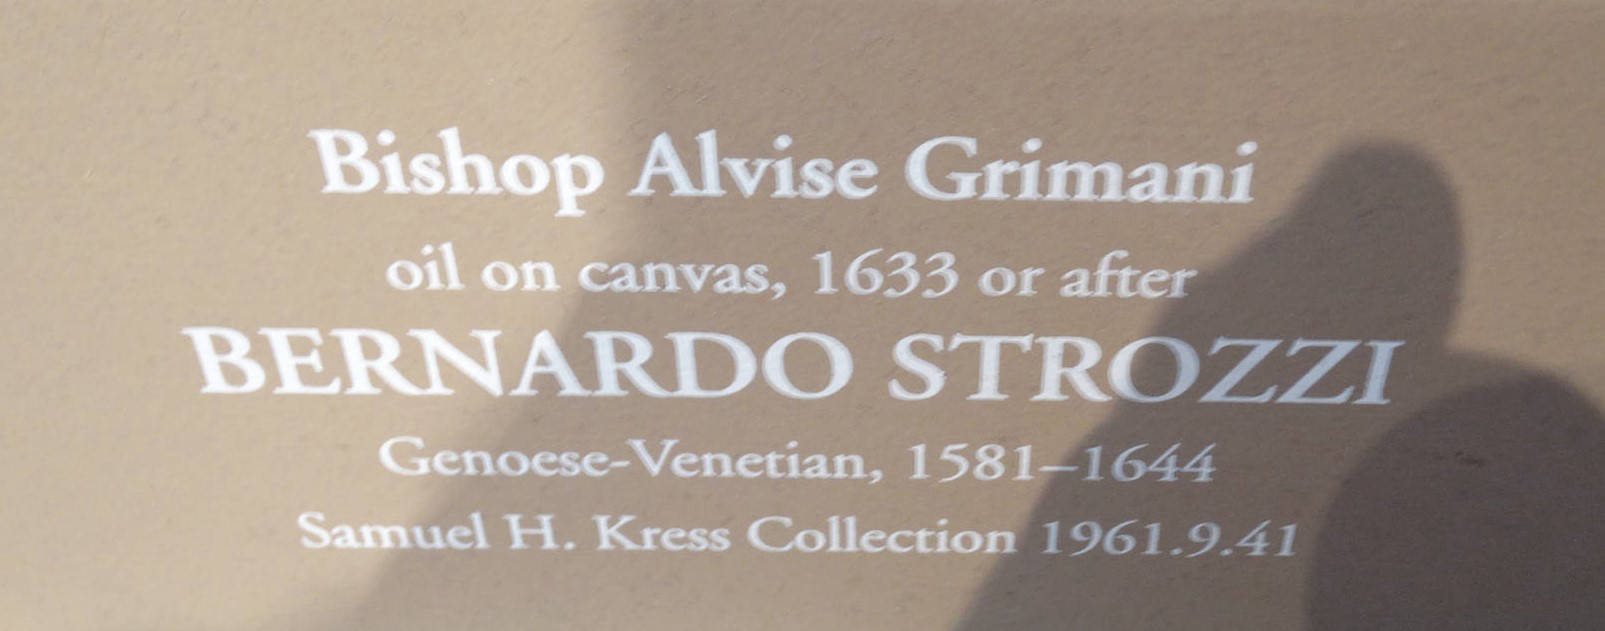 Bishop Alvise Grimani
oil on canvas, 1633 or after
BERNARDO STROZZI
Genoese-Venetian, 1581–1644
Samuel H. Kress Collection 1961.9.41